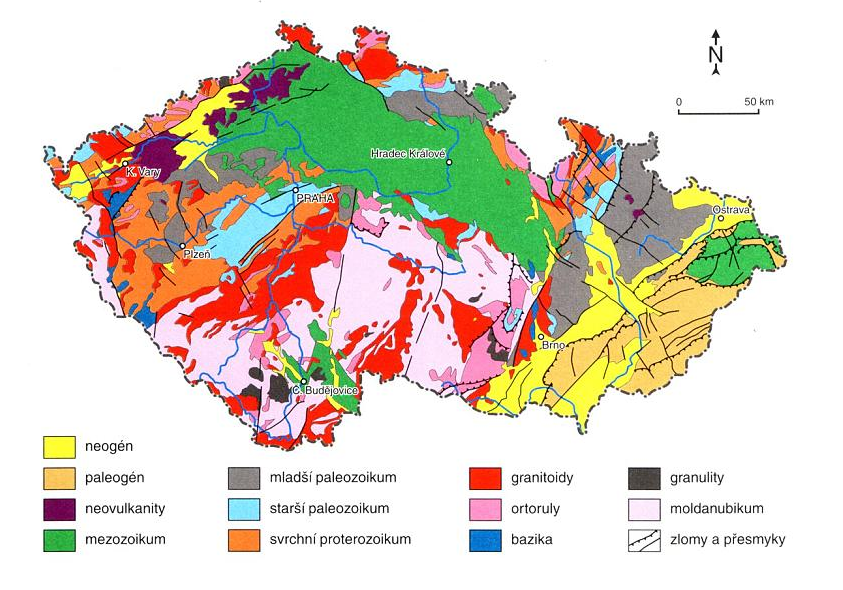 N
0 50 km
Hradec Králové
K. Vary
PRAHA
Ostrava
Plzeň
Brno
Č. Budějovice
neogén
paleogén
neovulkanity
mezozoikum
mladší paleozoikum
starší paleozoikum
svrchní proterozoikum
granitoidy
ortoruly
bazika
granulity
moldanubikum
zlomy a přesmyky